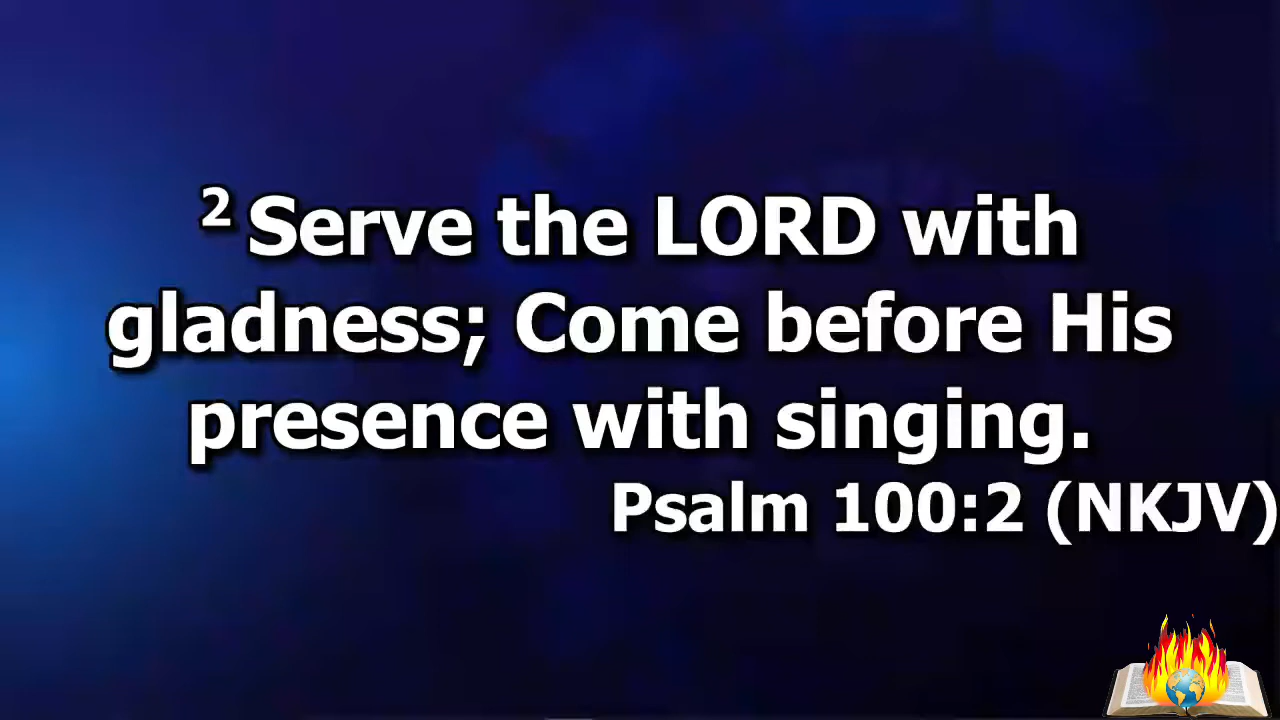 2 Serve the LORD with
gladness; Come before His
presence with singing.
Psalm 100:2 (NKJV)